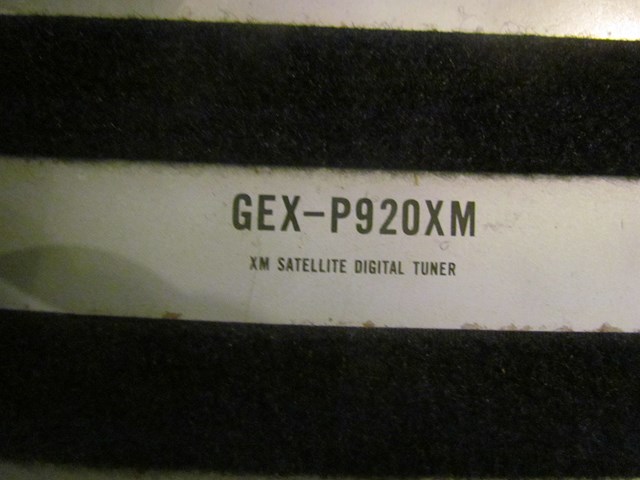 GEX-P920XM
XM SATELLITE DIGITAL TUNER